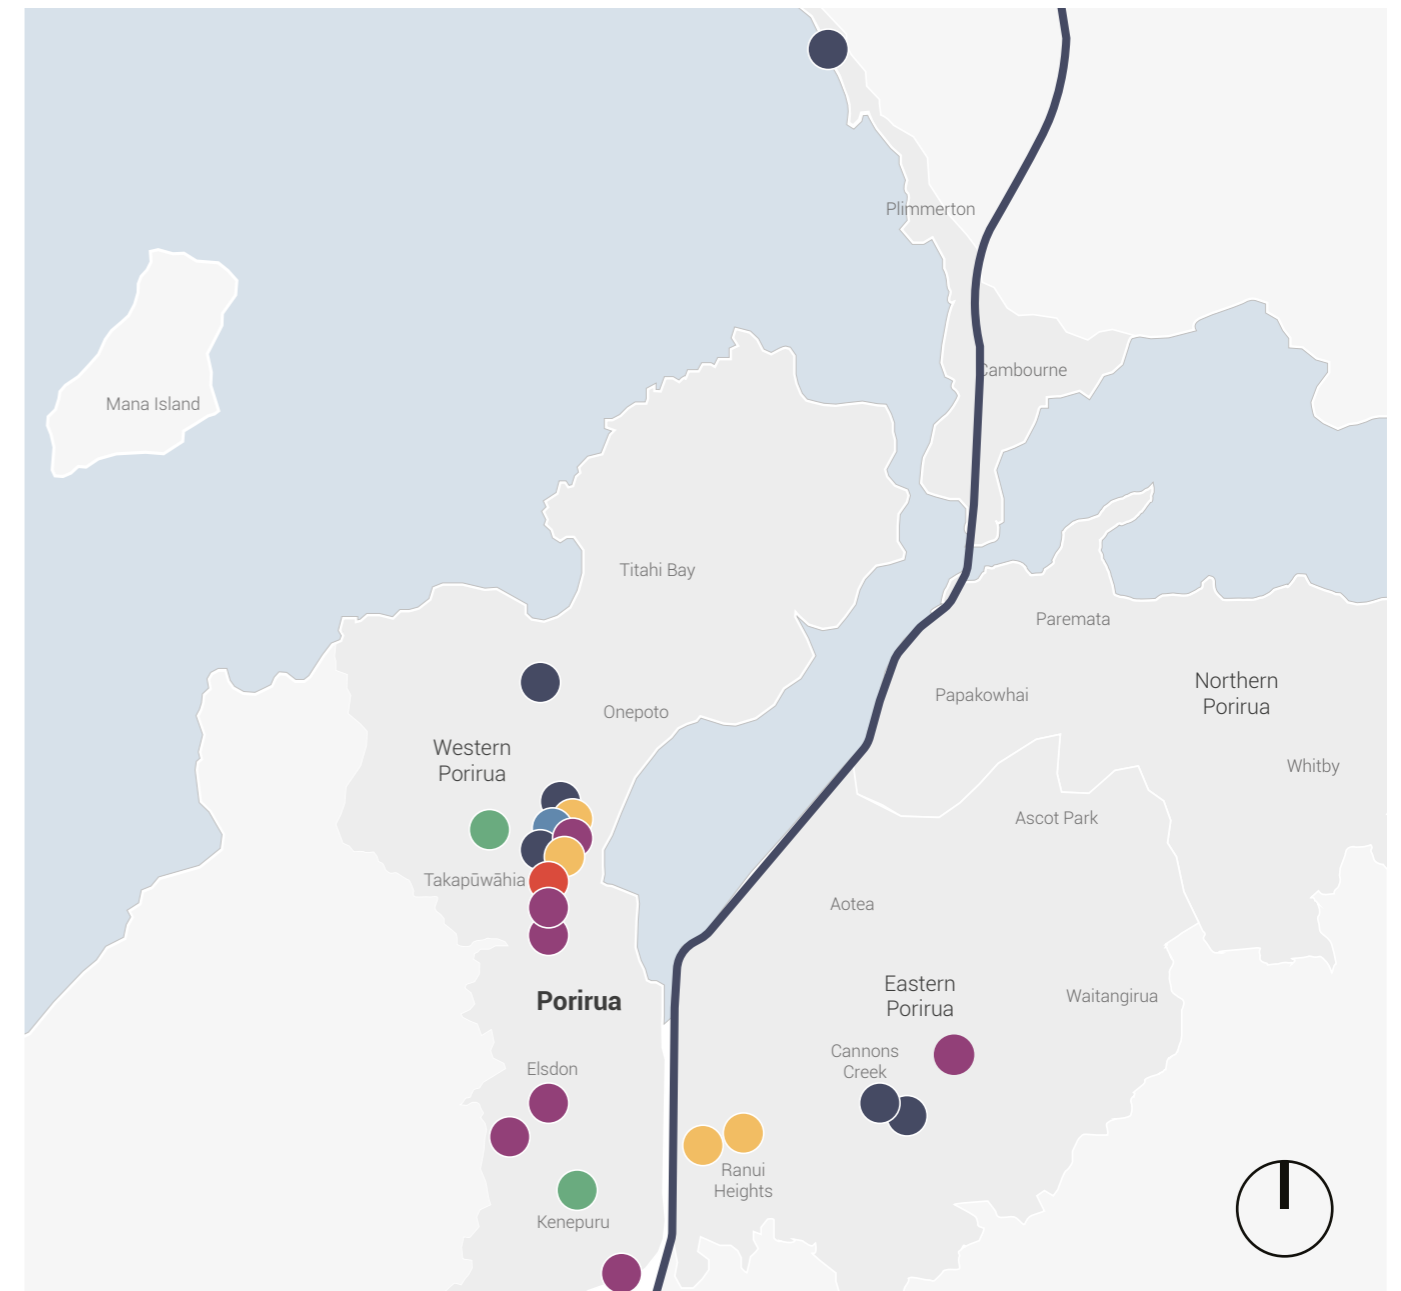 Plimmerton
Cambourne
Mana Island
Titahi Bay
Paremata
Northern
Porirua
Papakowhai
Onepoto
Western
Porirua
Whitby
Ascot Park
Takapūwāhia
Aotea
Eastern
Porirua
Waitangirua
Porirua
Cannons
Creek
Elsdon
Ranui
Heights
Kenepuru